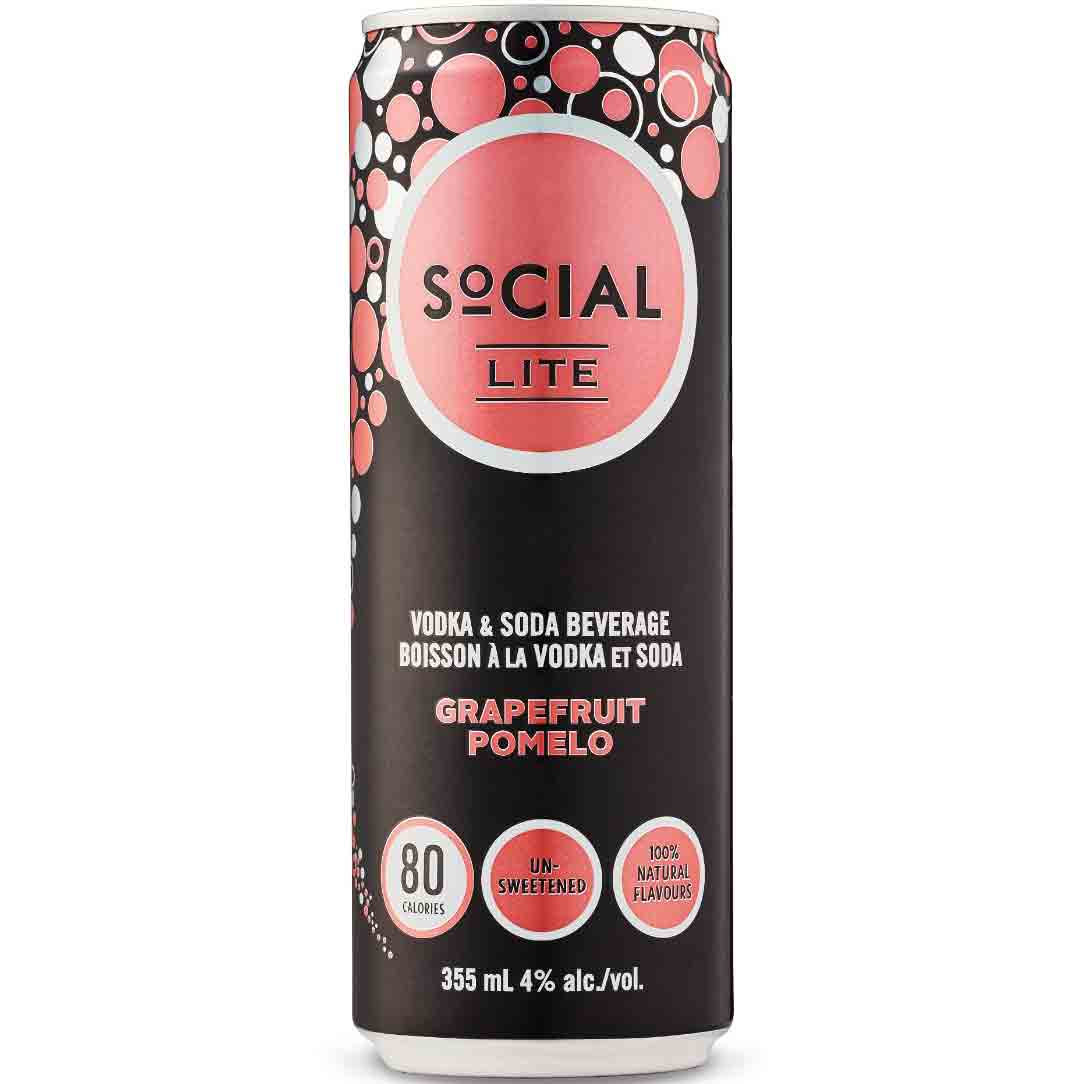 SoCIAL
LITE
VODKA & SODA BEVERAGE
BOISSON À LA VODKA ET SODA
GRAPEFRUIT
POMELO
80
CALORIES
UN-
SWEETENED
100%
NATURAL
FLAVOURS
355 mL 4% alc./vol.